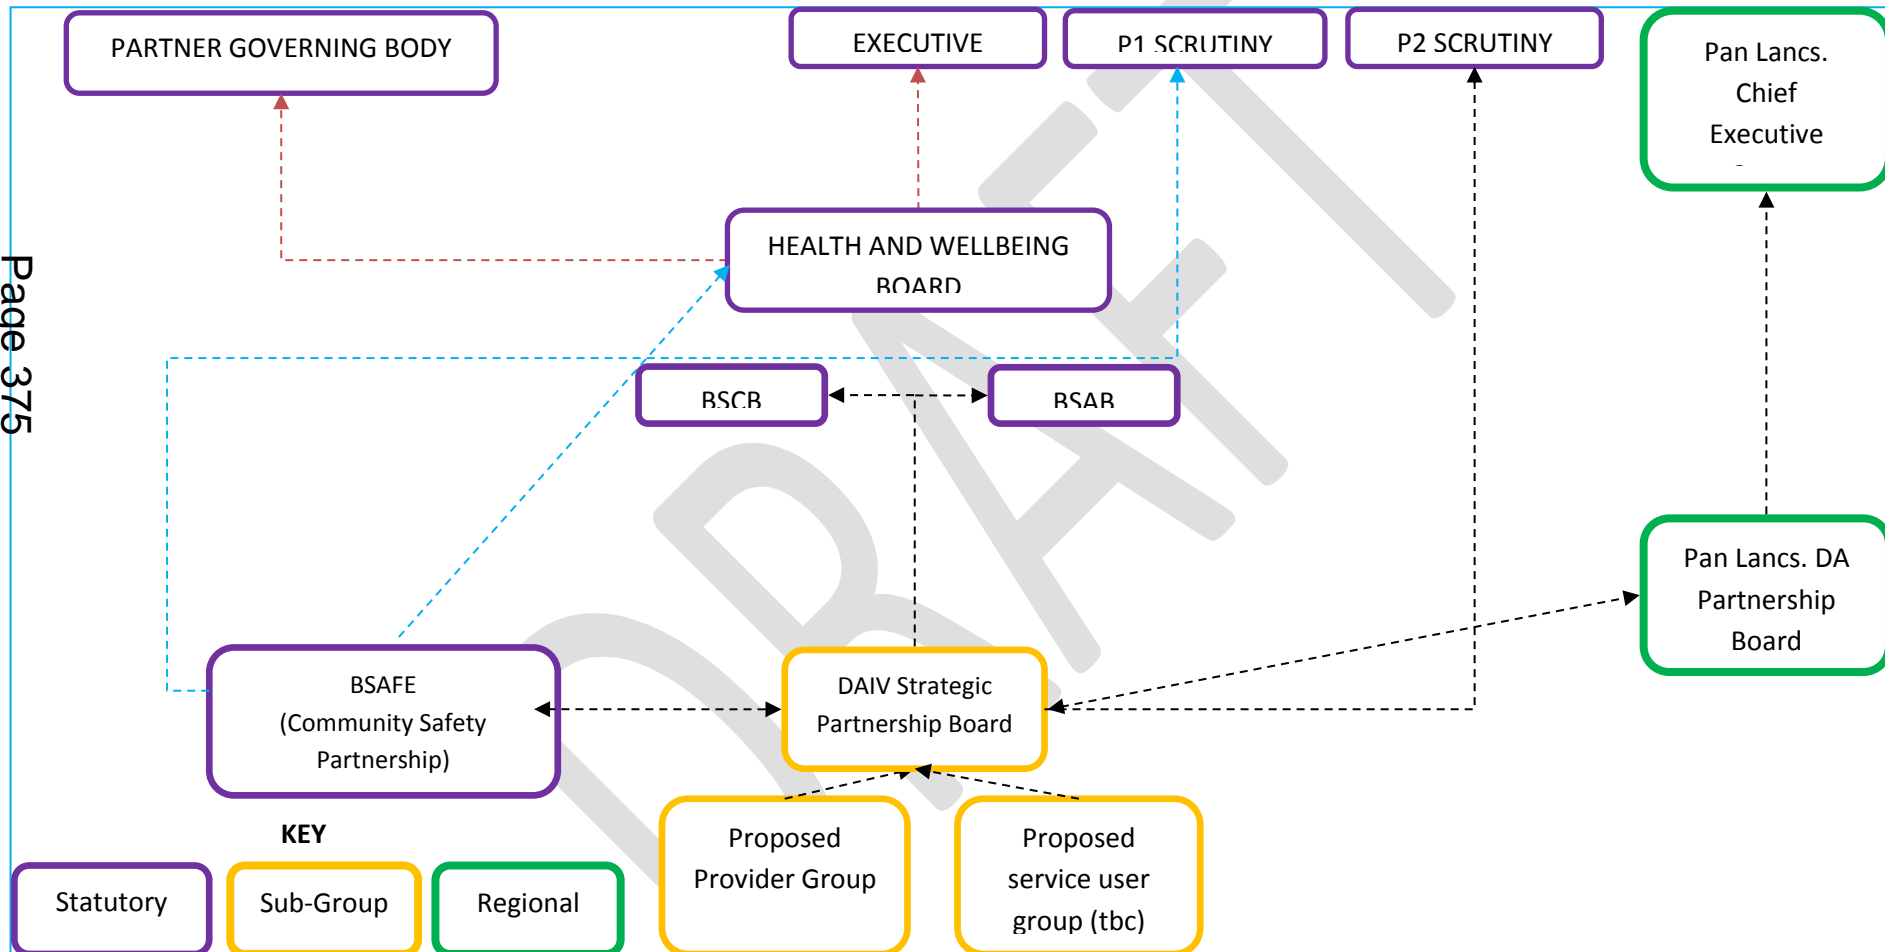 PARTNER GOVERNING BODY
EXECUTIVE
P1 SCRUTINY
P2 SCRUTINY
Pan Lancs.
Chief
Executive
HEALTH AND WELLBEING
BOARD
Page 375
BSCB
BSAB
Pan Lancs. DA
Partnership
Board
BSAFE
(Community Safety
Partnership)
DAIV Strategic
Partnership Board
KEY
Statutory
Sub-Group
Regional
Proposed
Provider Group
Proposed
service user
group (tbc)
DRAFT